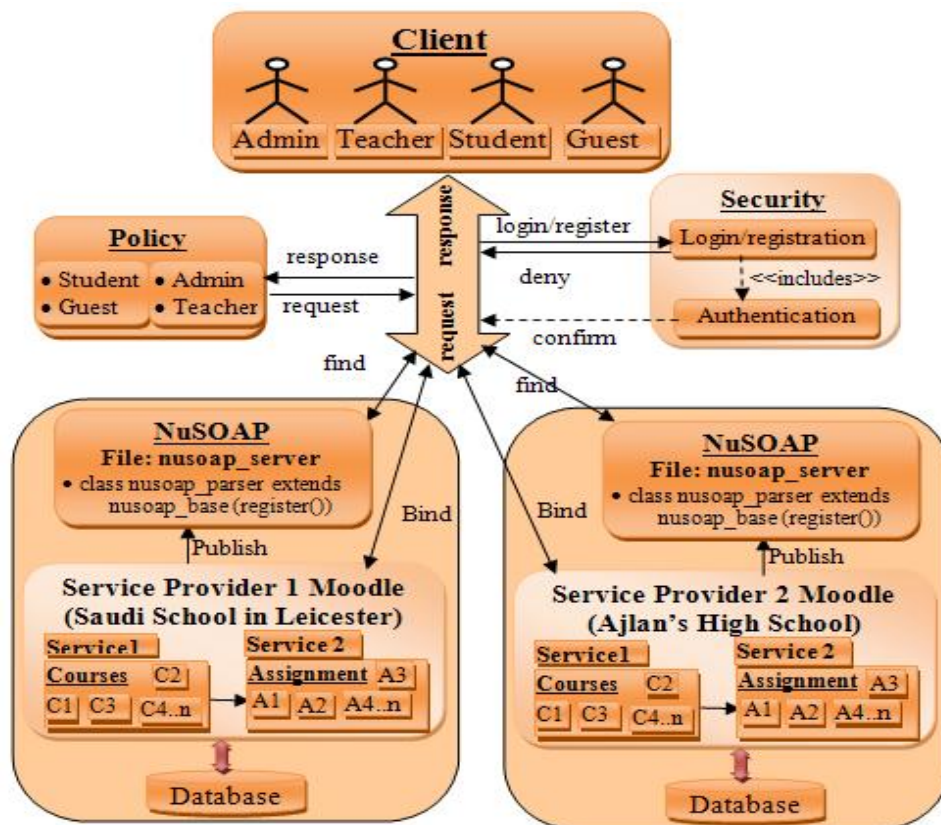 Client
Admin Teacher Student Guest
request response
Policy
• Student
• Guest
• Admin
• Teacher
response
request
login/register
deny
confirm
Security
Login/registration
<<includes>>
Authentication
find
find
Bind
Bind
NuSOAP
File: nusoap_server
• class nusoap_parser extends
nusoap_base (register())
Publish
Service Provider 1 Moodle
(Saudi School in Leicester)
Service1
Courses C2
C1 C3 C4..n
Service 2
Assignment A3
A1 A2 A4..n
Database
NuSOAP
File: nusoap_server
• class nusoap_parser extends
nusoap_base (register())
Publish
Service Provider 2 Moodle
(Ajlan's High School)
Service1
Courses C2
C1 C3 C4..n
Service 2
Assignment A3
A1 A2 A4..n
Database